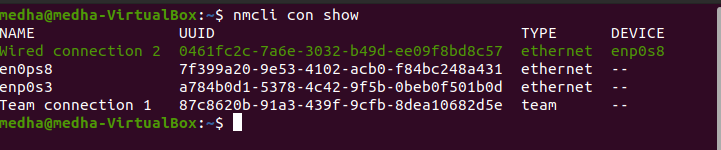 medha@medha-VirtualBox:~$ nmcli con show
NAME UUID TYPE DEVICE
Wired connection 2 0461fc2c-7a6e-3032-b49d-ee09f8bd8c57 ethernet enp0s8
en0ps8 7f399a20-9e53-4102-acb0-f84bc248a431 ethernet --
enp0s3 a784b0d1-5378-4c42-9f5b-0beb0f501b0d ethernet --
Team connection 1 87c8620b-91a3-439f-9cfb-8dea10682d5e team --
medha@medha-VirtualBox:~$